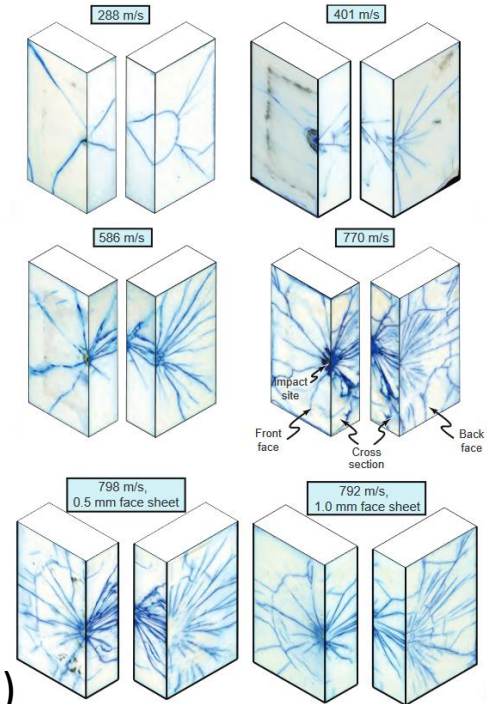 288 m/s
401 m/s
586 m/s
770 m/s
Impact
site
Front
face
Cross
section
Back
face
798 m/s,
0.5 mm face sheet
792 m/s,
1.0 mm face sheet
)